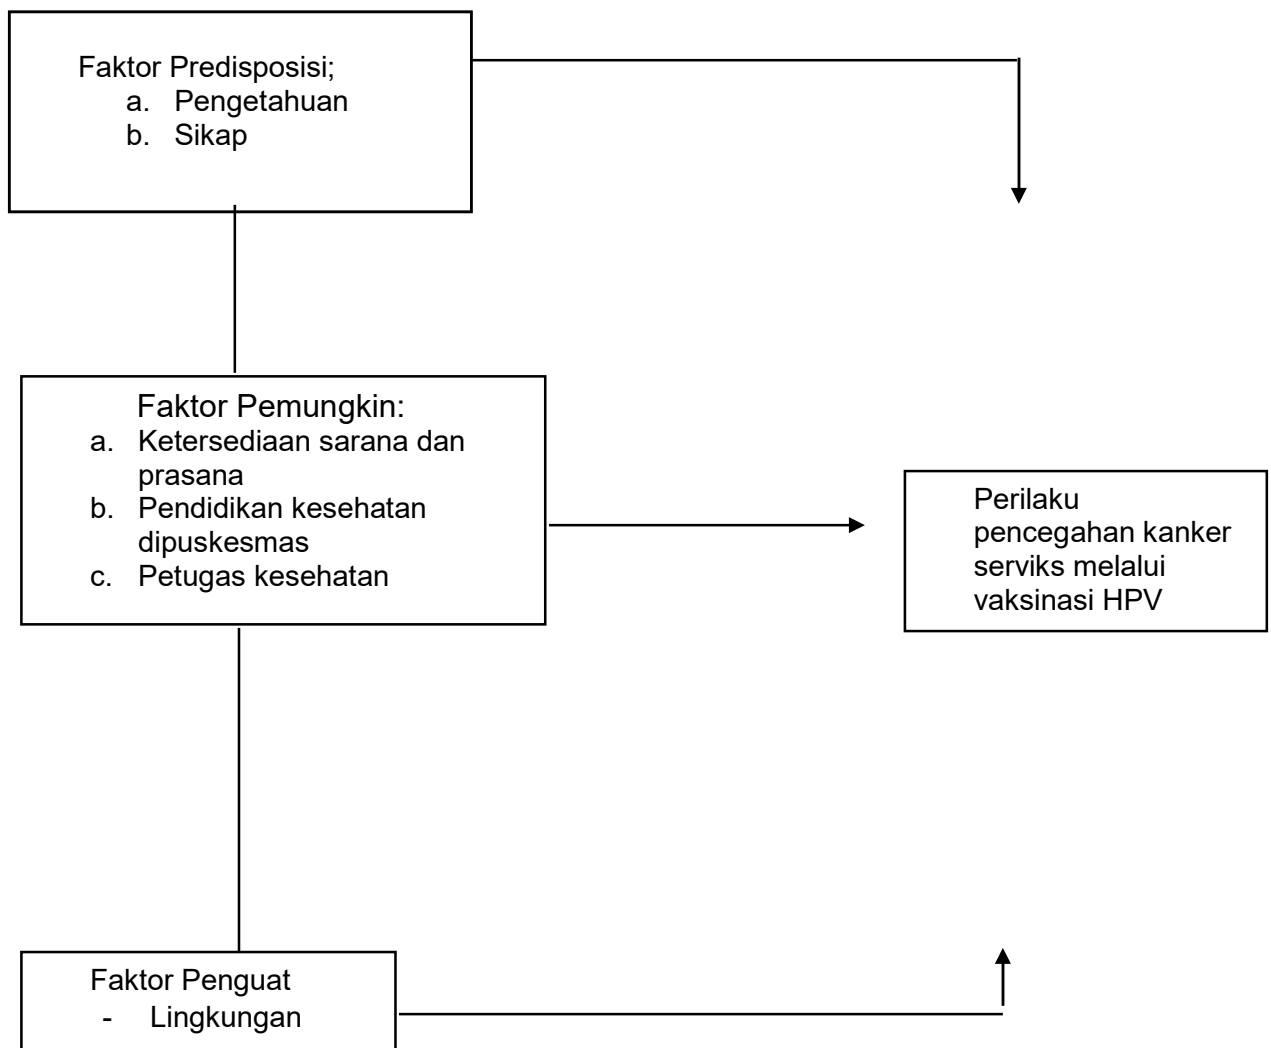 Faktor Predisposisi;
a. Pengetahuan
b. Sikap
Faktor Pemungkin:
a. Ketersediaan sarana dan
prasana
b. Pendidikan kesehatan
dipuskesmas
c. Petugas kesehatan
Perilaku
pencegahan kanker
serviks melalui
vaksinasi HPV
Faktor Penguat
- Lingkungan